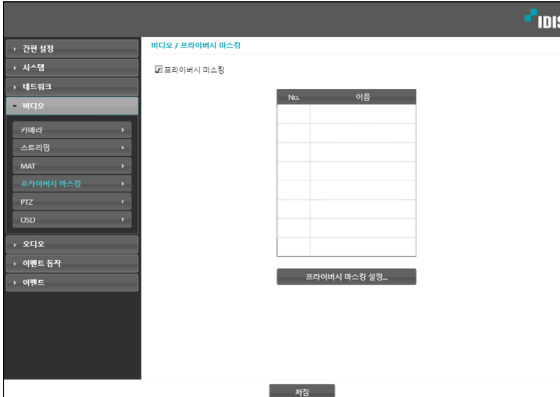 IDIS
간편 설정
시스템
네트워크
비디오
카메라
스트리밍
MAT
프라이버시 마스킹
PTZ
OSD
오디오
이벤트 동작
이벤트
비디오 / 프라이버시 마스킹
프라이버시 마스킹
No. 이름
프라이버시 마스킹 설정...
저장